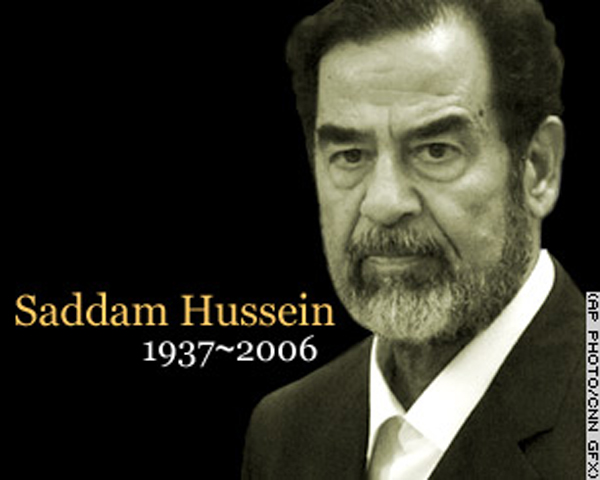 Saddam Hussein
1937~2006
(AP PHOTO/CNN GFX)